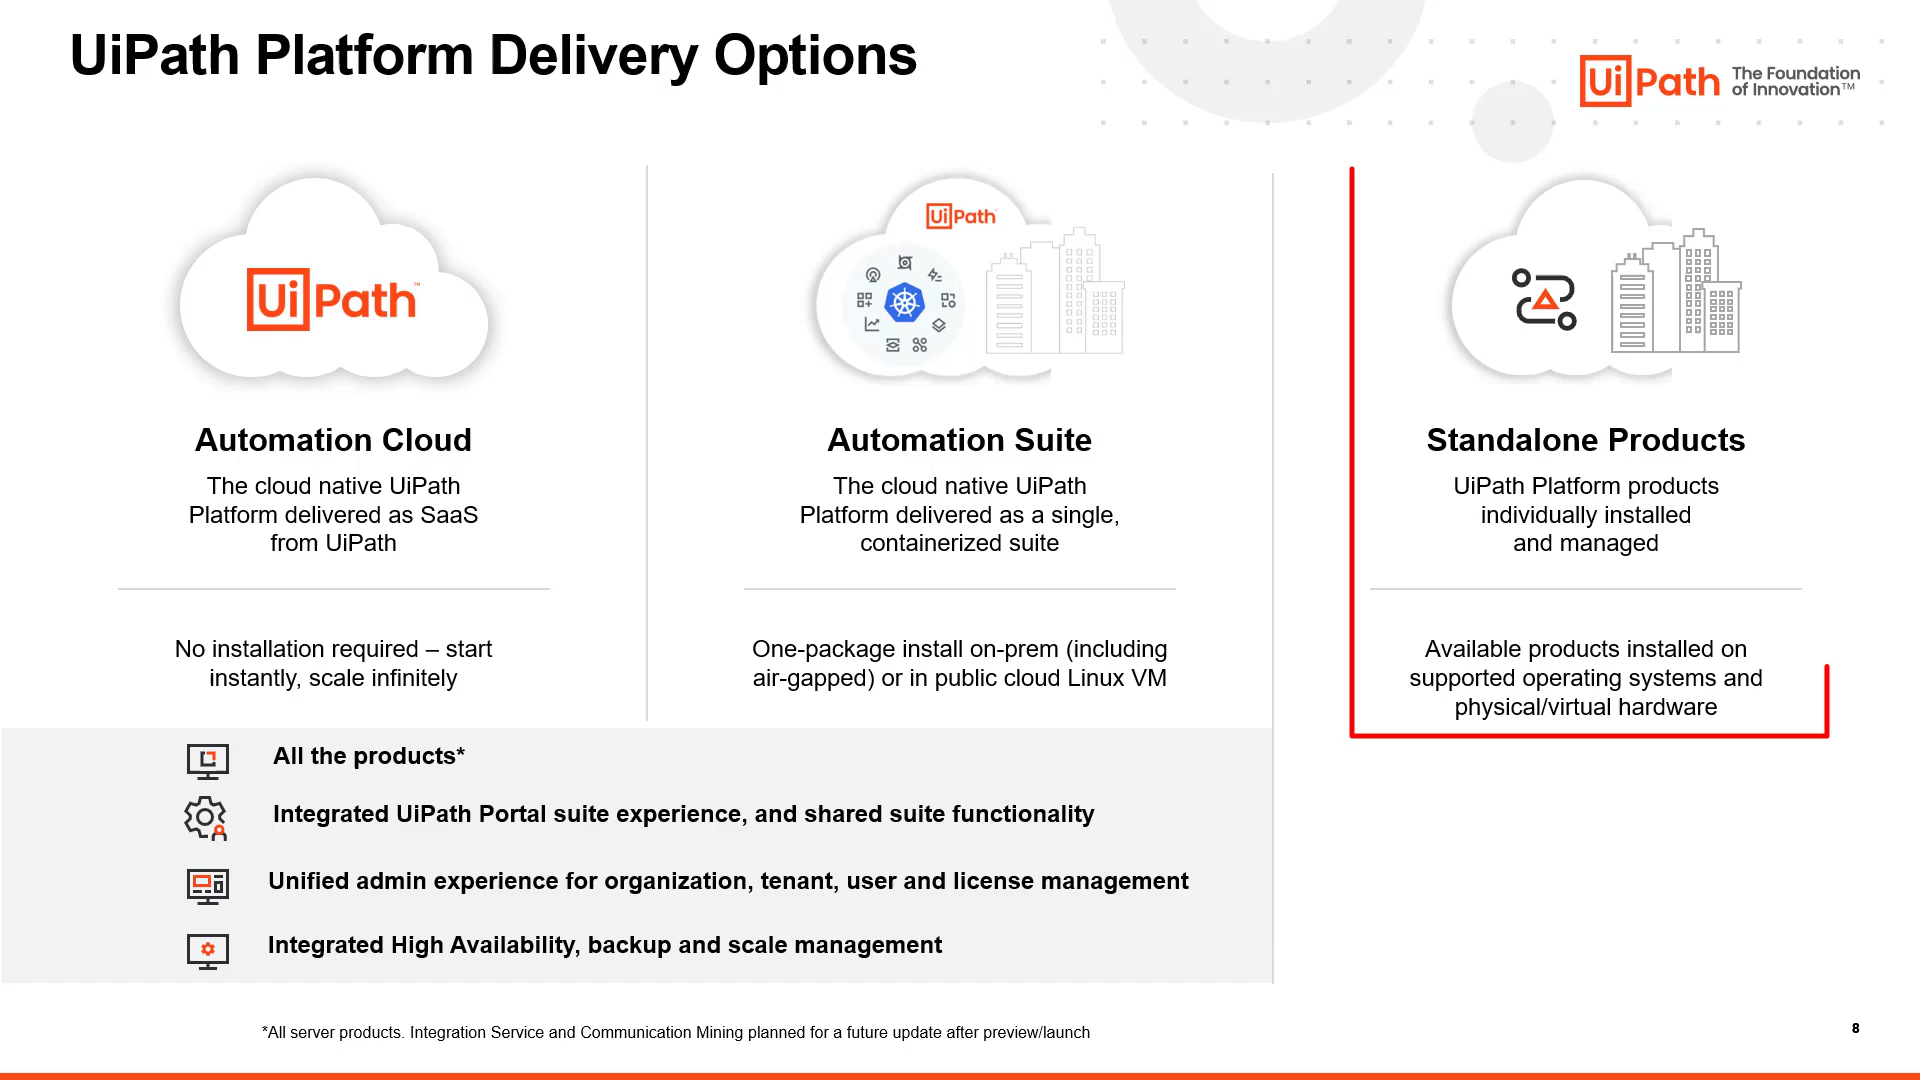 UiPath Platform Delivery Options
UiPath
The Foundation
of Innovation™
UiPath™
Automation Cloud
The cloud native UiPath
Platform delivered as SaaS
from UiPath
No installation required – start
instantly, scale infinitely
UiPath
Automation Suite
The cloud native UiPath
Platform delivered as a single,
containerized suite
One-package install on-prem (including
air-gapped) or in public cloud Linux VM
Standalone Products
UiPath Platform products
individually installed
and managed
Available products installed on
supported operating systems and
physical/virtual hardware
All the products*
Integrated UiPath Portal suite experience, and shared suite functionality
Unified admin experience for organization, tenant, user and license management
Integrated High Availability, backup and scale management
*All server products. Integration Service and Communication Mining planned for a future update after preview/launch
8